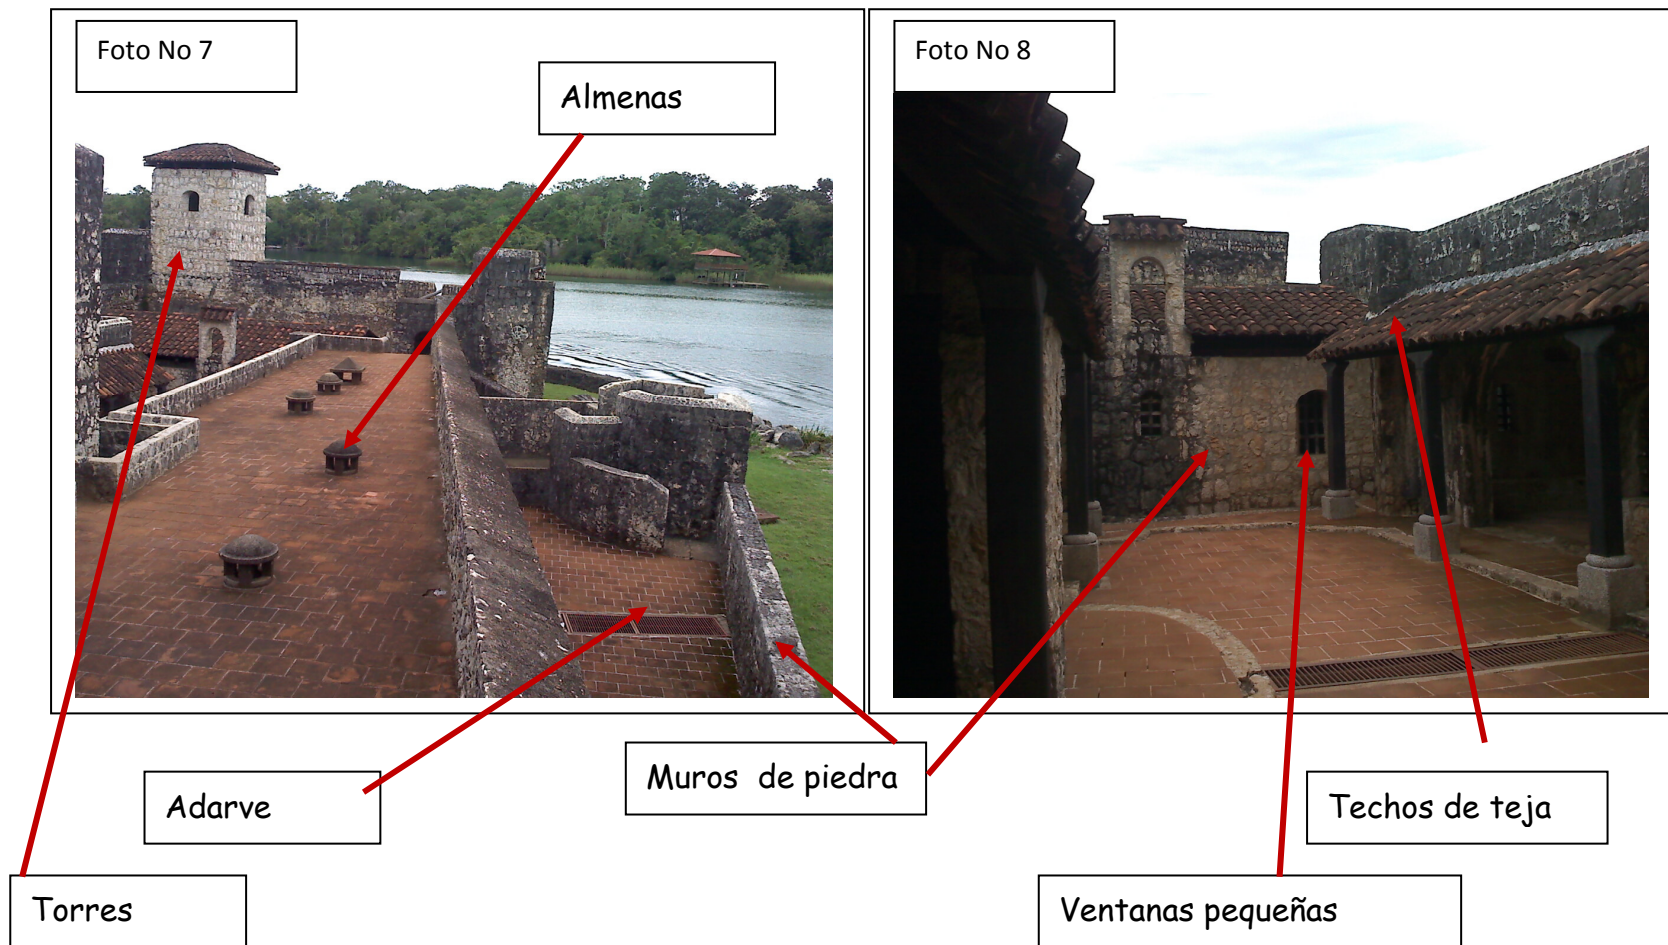 Foto No 7
Foto No 8
Almenas
Muros de piedra
Adarve
Techos de teja
Torres
Ventanas pequeñas